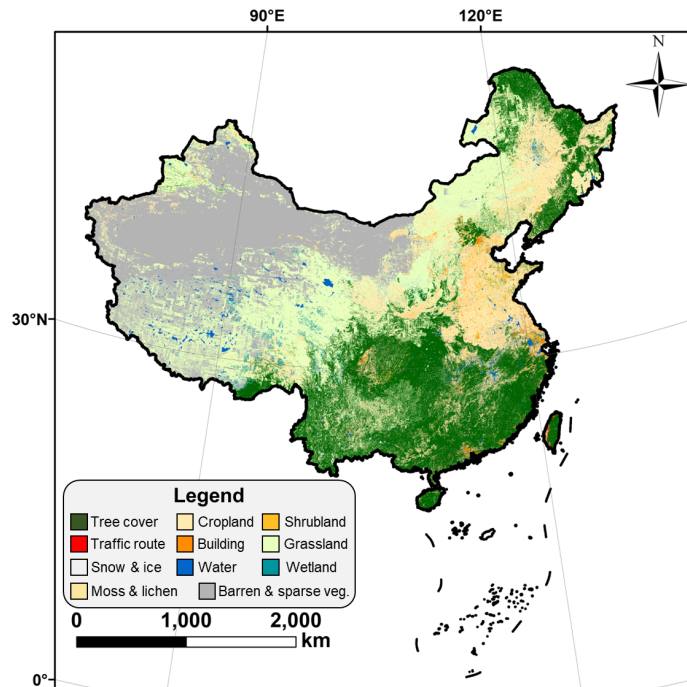 90°E 120°E
N
30°N
Legend
Tree cover Cropland Shrubland
Traffic route Building Grassland
Snow & ice Water Wetland
Moss & lichen Barren & sparse veg.
0 1,000 2,000
km
0°